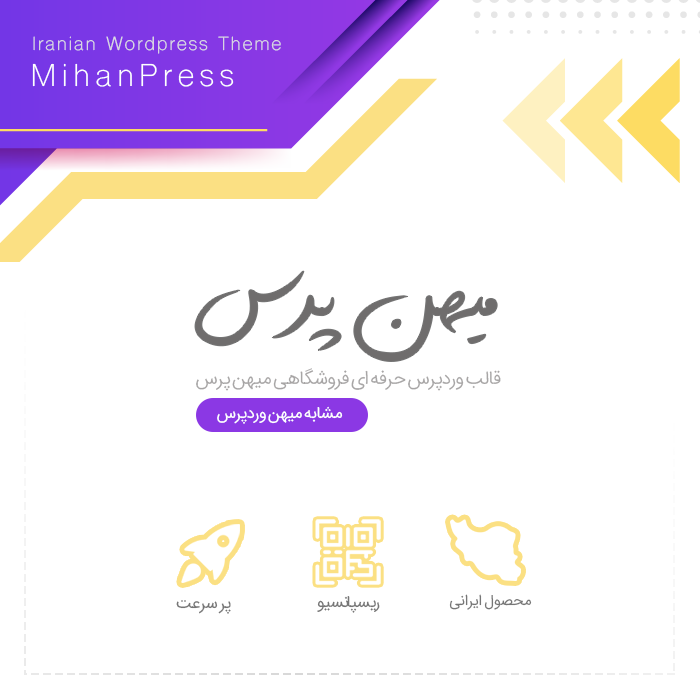 Iranian Wordpress Theme
MihanPress
میهن پرس
قالب وردپرس حرفه ای فروشگاهی میهن پرس
مشابه میهن وردپرس
محصول ایرانی
ریسپانسیو
پر سرعت